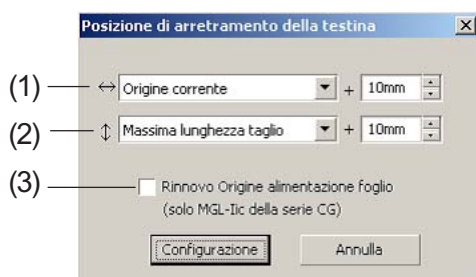 Posizione di arretramento della testina
(1) Origine corrente + 10mm
(2) Massima lunghezza taglio + 10mm
(3) Rinnovo Origine alimentazione foglio
(solo MGL-IIc della serie CG)
Configurazione Annulla